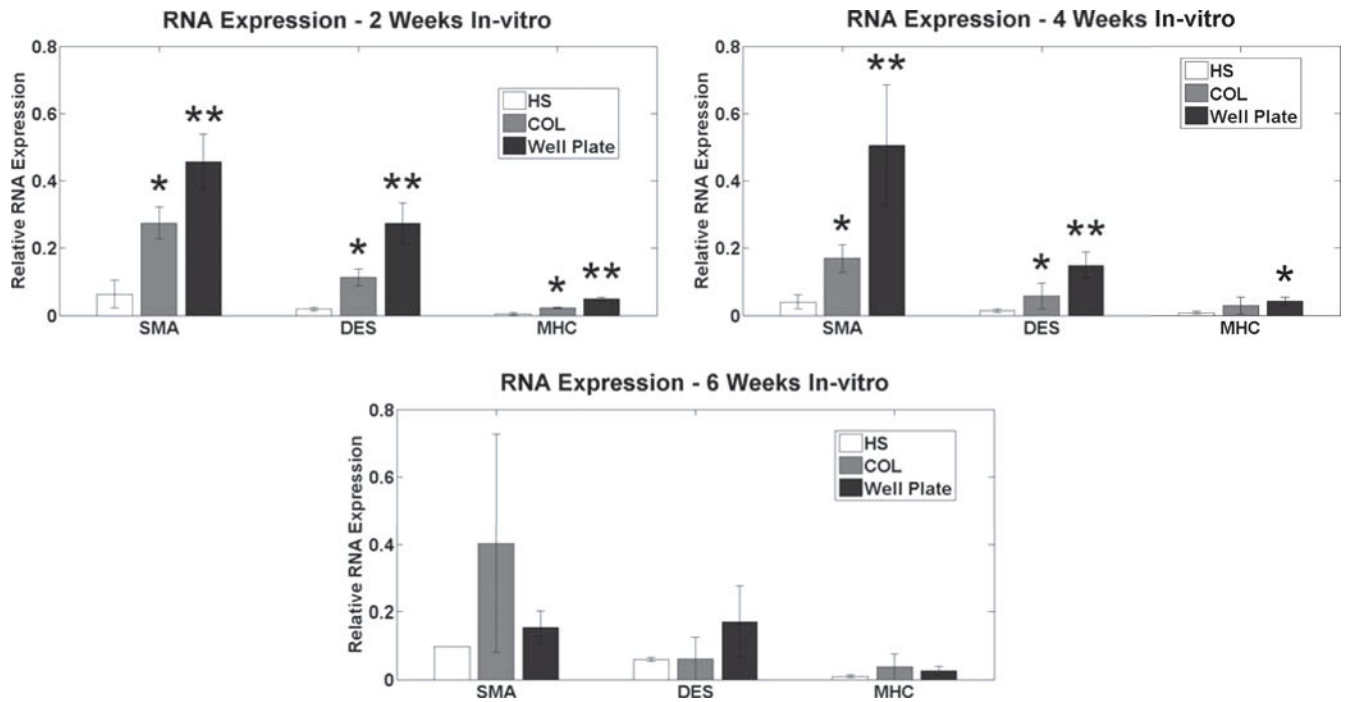 RNA Expression - 2 Weeks In-vitro
Relative RNA Expression
0.8
0.6
0.4
0.2
0
HS
COL
Well Plate
* ** * ** * **
SMA DES MHC
RNA Expression - 4 Weeks In-vitro
Relative RNA Expression
0.8
0.6
0.4
0.2
0
HS
COL
Well Plate
* ** * ** *
SMA DES MHC
RNA Expression - 6 Weeks In-vitro
Relative RNA Expression
0.8
0.6
0.4
0.2
0
HS
COL
Well Plate
SMA DES MHC